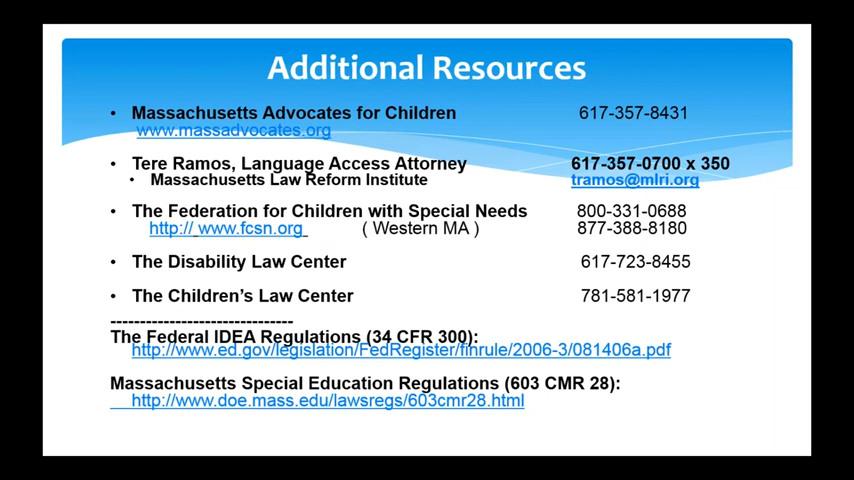 Additional Resources
• Massachusetts Advocates for Children 617-357-8431
www.massadvocates.org
• Tere Ramos, Language Access Attorney 617-357-0700 x 350
• Massachusetts Law Reform Institute tramos@mlri.org
• The Federation for Children with Special Needs 800-331-0688
http:// www.fcsn.org ( Western MA ) 877-388-8180
• The Disability Law Center 617-723-8455
• The Children's Law Center 781-581-1977
-------------------------------
The Federal IDEA Regulations (34 CFR 300):
http://www.ed.gov/legislation/FedRegister/finrule/2006-3/081406a.pdf
Massachusetts Special Education Regulations (603 CMR 28):
http://www.doe.mass.edu/lawsregs/603cmr28.html